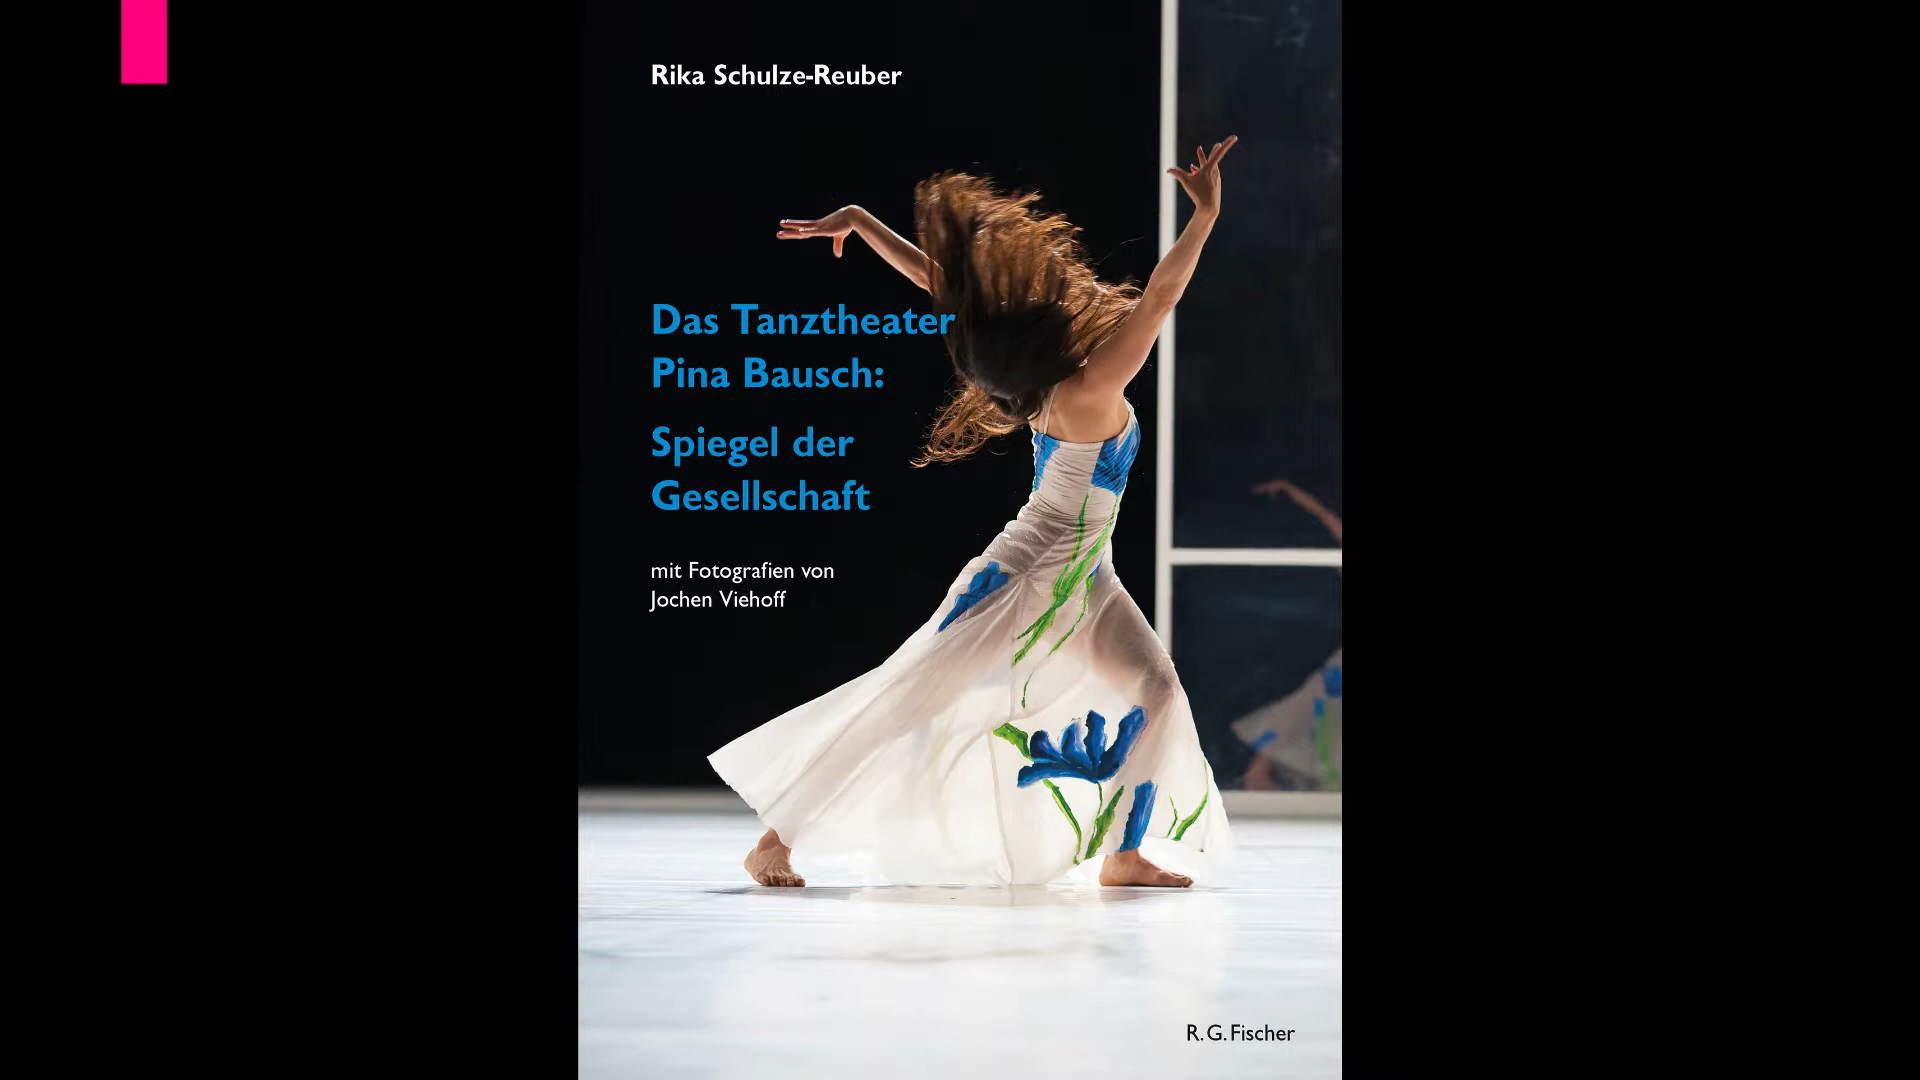 Rika Schulze-Reuber
Das Tanztheater
Pina Bausch:
Spiegel der
Gesellschaft
mit Fotografien von
Jochen Viehoff
R.G.Fischer